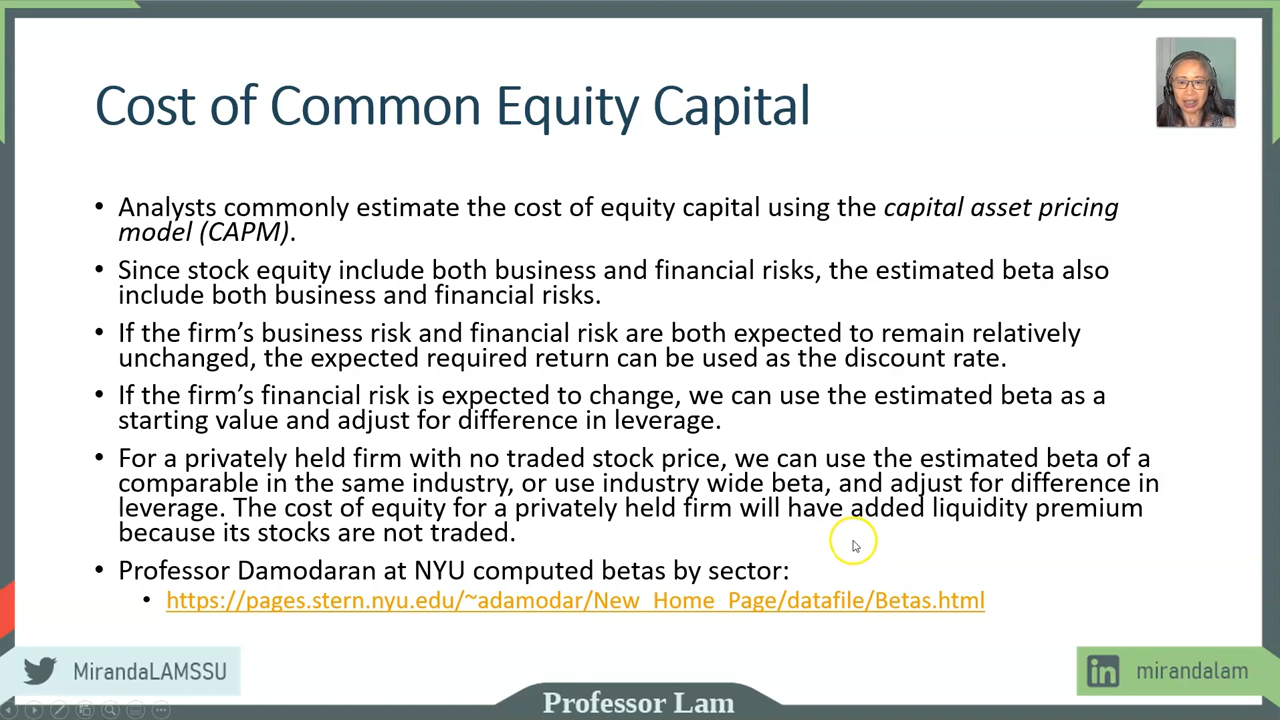 Cost of Common Equity Capital
• Analysts commonly estimate the cost of equity capital using the capital asset pricing
model (CAPM).
• Since stock equity include both business and financial risks, the estimated beta also
include both business and financial risks.
• If the firm's business risk and financial risk are both expected to remain relatively
unchanged, the expected required return can be used as the discount rate.
• If the firm's financial risk is expected to change, we can use the estimated beta as a
starting value and adjust for difference in leverage.
• For a privately held firm with no traded stock price, we can use the estimated beta of a
comparable in the same industry, or use industry wide beta, and adjust for difference in
leverage. The cost of equity for a privately held firm will have added liquidity premium
because its stocks are not traded.
• Professor Damodaran at NYU computed betas by sector:
• https://pages.stern.nyu.edu/~adamodar/New_Home_Page/datafile/Betas.html
MirandaLAMSSU
in mirandalam
Professor Lam